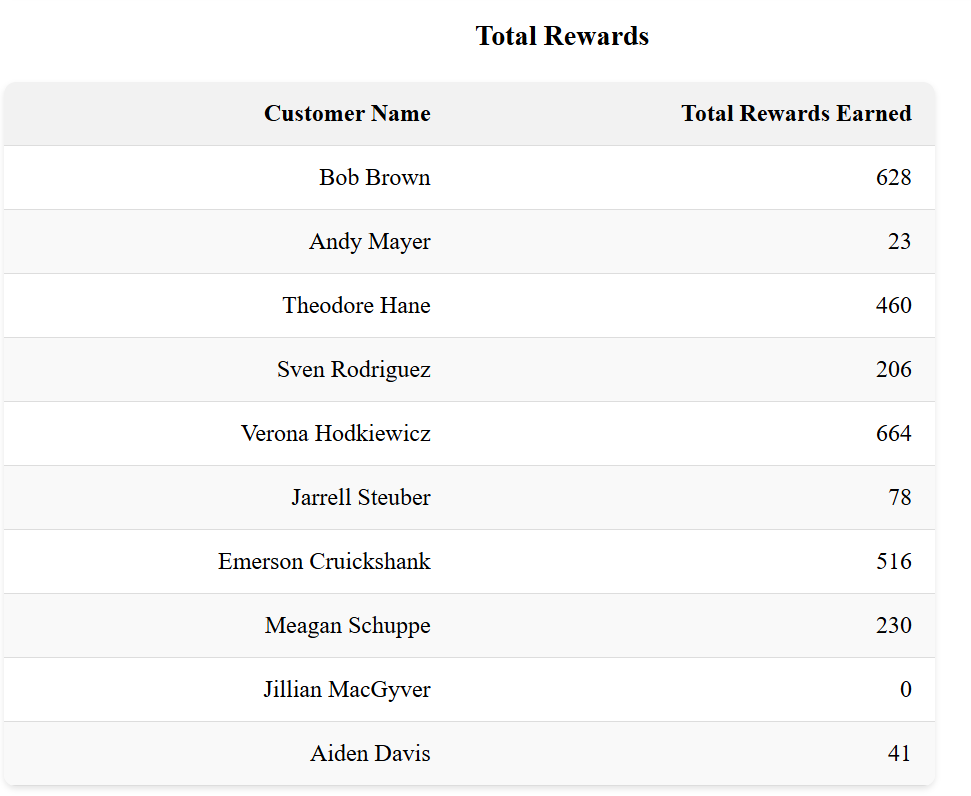 Total Rewards
Customer Name Total Rewards Earned
Bob Brown 628
Andy Mayer 23
Theodore Hane 460
Sven Rodriguez 206
Verona Hodkiewicz 664
Jarrell Steuber 78
Emerson Cruickshank 516
Meagan Schuppe 230
Jillian MacGyver 0
Aiden Davis 41